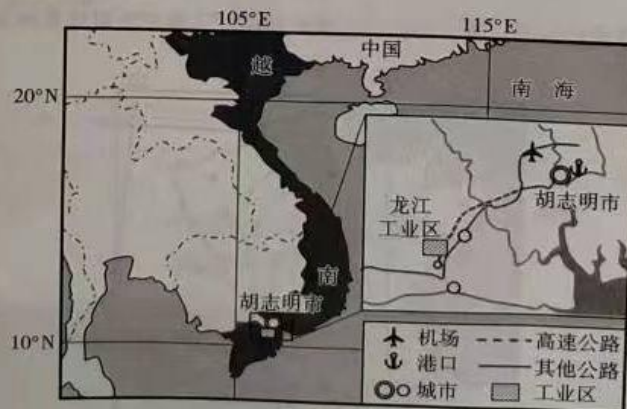 105°E 115°E
中国
越
20°N
南 海
胡志明市
龙江
工业区
南
胡志明市
10°N
机场 高速公路
港口 其他公路
城市 工业区